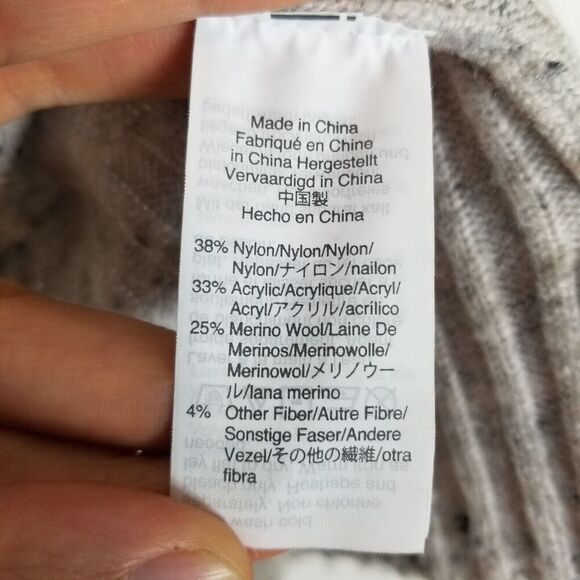 Made in China
Fabriqué en Chine
in China Hergestellt
Vervaardigd in China
中国製
Hecho en China
38% Nylon/Nylon/Nylon/
Nylon/ナイロン/nailon
33% Acrylic/Acrylique/Acryl/
Acryl/アクリル/acrílico
25% Merino Wool/Laine De
Merinos/Merinowolle/
Merinowol/メリノウー
ル/lana merino
4% Other Fiber/Autre Fibre/
Sonstige Faser/Andere
Vezel/その他の繊維/otra
fibra